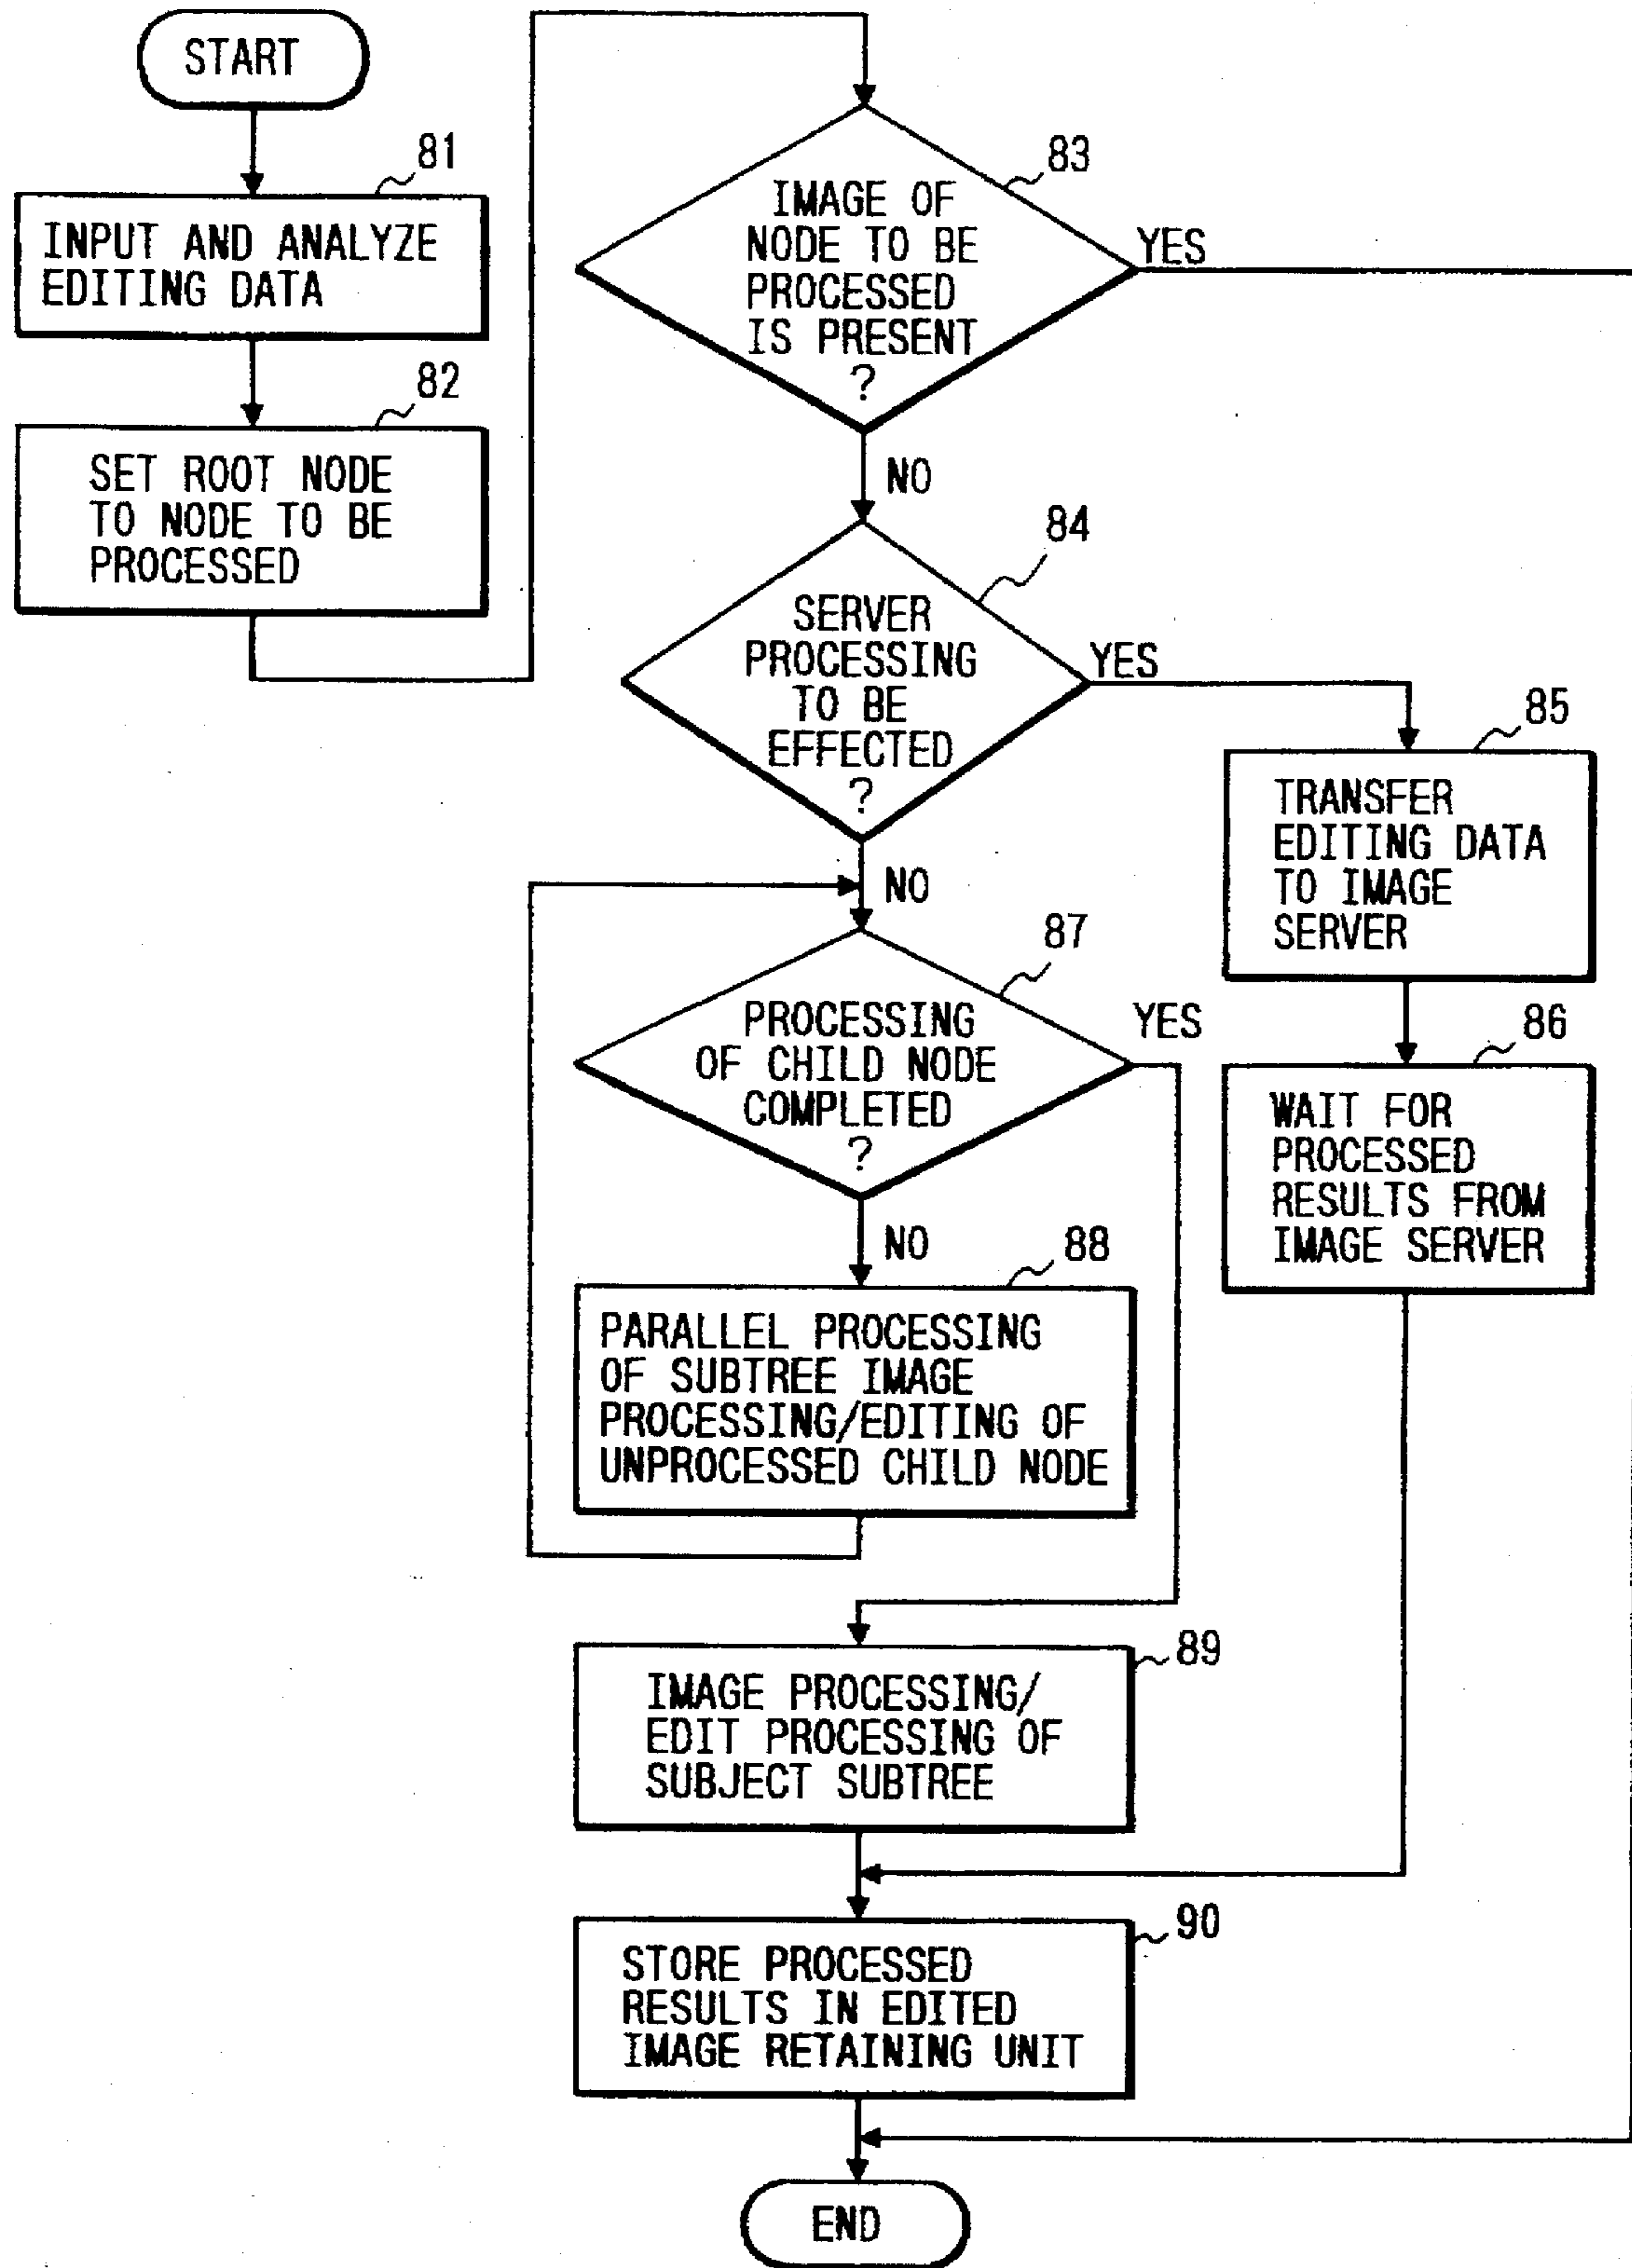 START
81
INPUT AND ANALYZE
EDITING DATA
82
SET ROOT NODE
TO NODE TO BE
PROCESSED
83
IMAGE OF
NODE TO BE
PROCESSED
IS PRESENT
?
YES
NO
84
SERVER
PROCESSING
TO BE
EFFECTED
?
YES
NO
85
TRANSFER
EDITING DATA
TO IMAGE
SERVER
86
WAIT FOR
PROCESSED
RESULTS FROM
IMAGE SERVER
87
PROCESSING
OF CHILD NODE
COMPLETED
?
YES
NO
88
PARALLEL PROCESSING
OF SUBTREE IMAGE
PROCESSING/EDITING OF
UNPROCESSED CHILD NODE
89
IMAGE PROCESSING/
EDIT PROCESSING OF
SUBJECT SUBTREE
90
STORE PROCESSED
RESULTS IN EDITED
IMAGE RETAINING UNIT
END